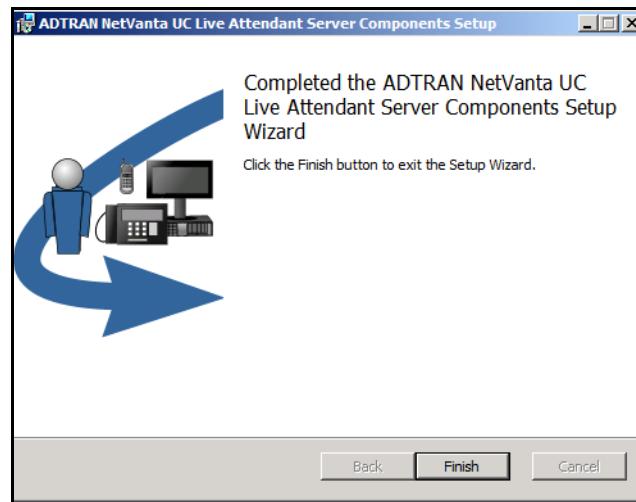 ADTRAN NetVanta UC Live Attendant Server Components Setup
Completed the ADTRAN NetVanta UC
Live Attendant Server Components Setup
Wizard
Click the Finish button to exit the Setup Wizard.
Back Finish Cancel